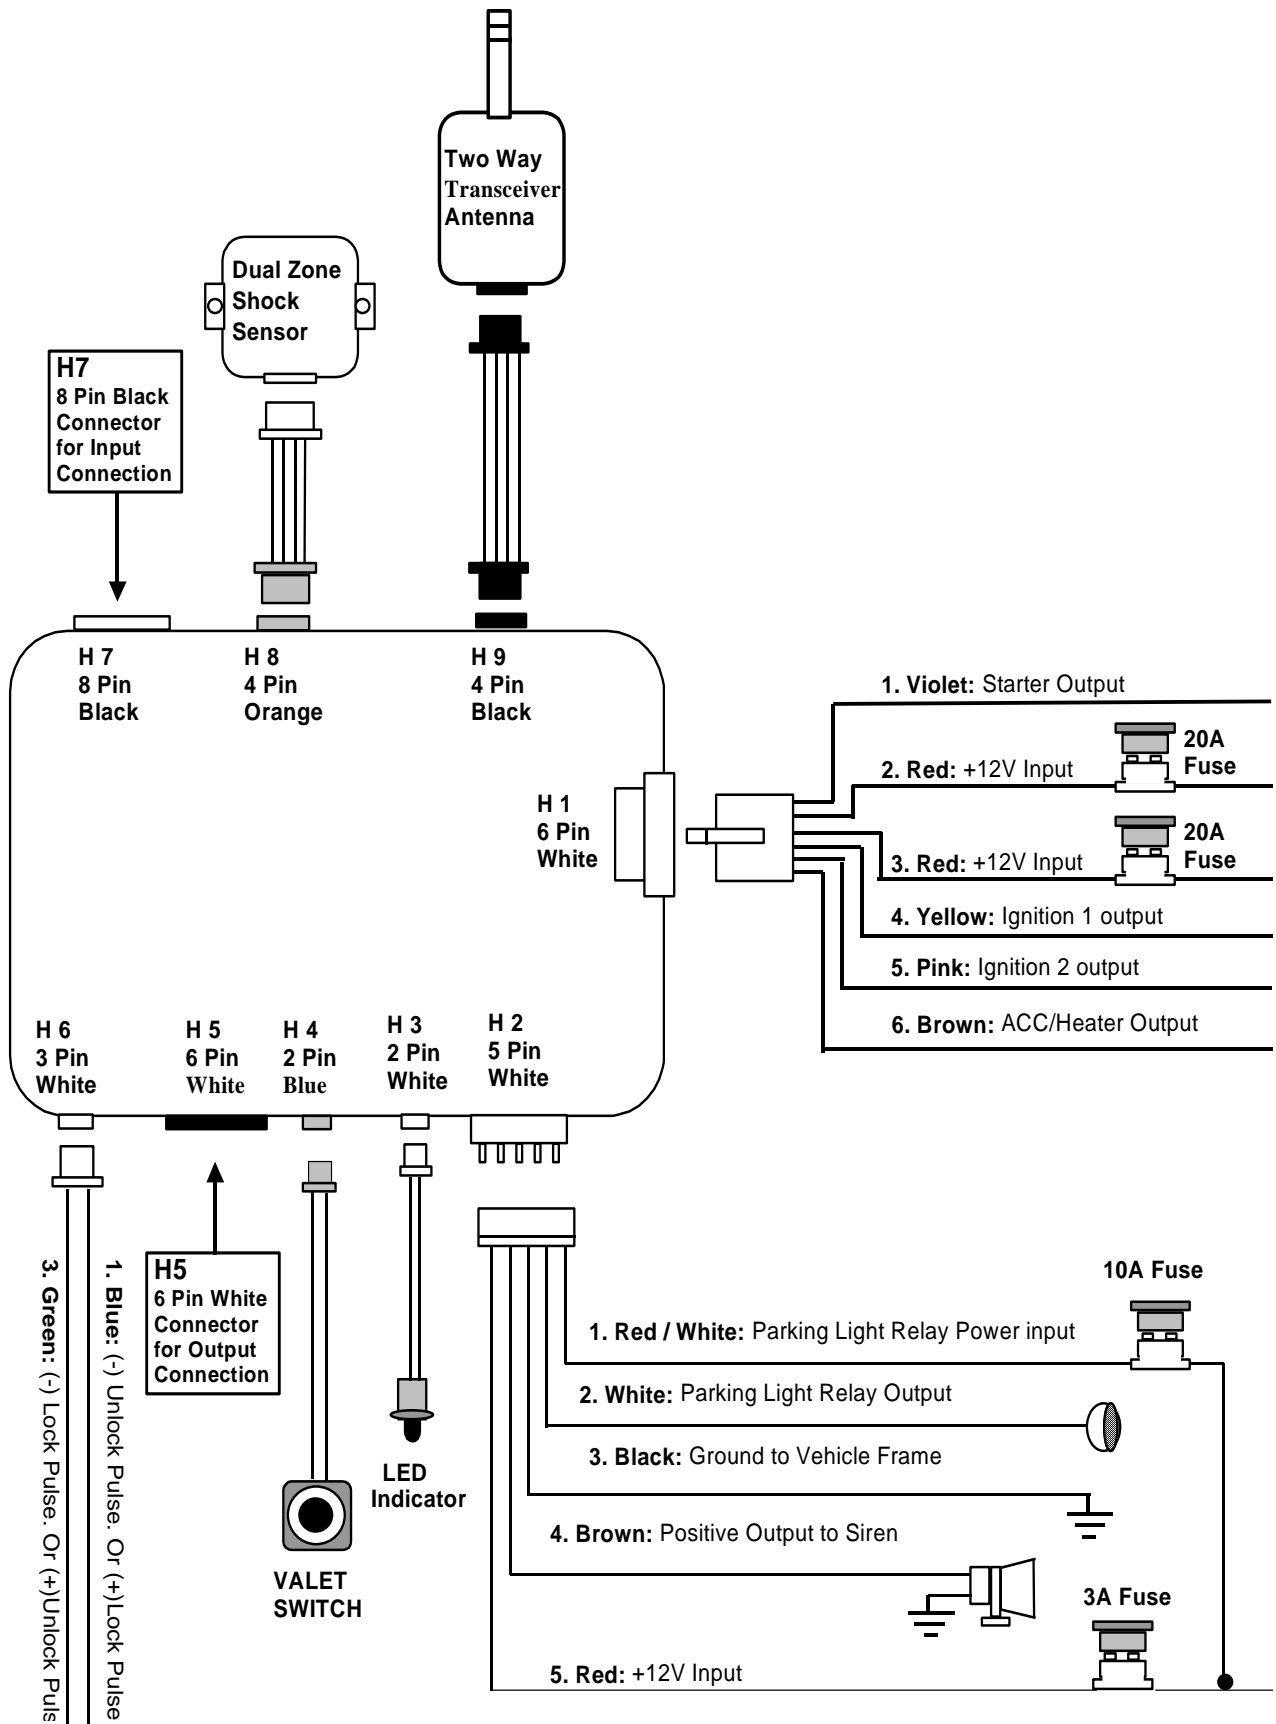 Two Way
Transceiver
Antenna
Dual Zone
Shock
Sensor
H7
8 Pin Black
Connector
for Input
Connection
H 7
8 Pin
Black
H 8
4 Pin
Orange
H 9
4 Pin
Black
H 1
6 Pin
White
1. Violet: Starter Output
2. Red: +12V Input
20A
Fuse
3. Red: +12V Input
20A
Fuse
4. Yellow: Ignition 1 output
5. Pink: Ignition 2 output
6. Brown: ACC/Heater Output
H 6
3 Pin
White
H 5
6 Pin
White
H 4
2 Pin
Blue
H 3
2 Pin
White
H 2
5 Pin
White
1. Blue: (-) Unlock Pulse. Or (+)Lock Pulse
3. Green: (-) Lock Pulse. Or (+)Unlock Puls
H5
6 Pin White
Connector
for Output
Connection
VALET
SWITCH
LED
Indicator
10A Fuse
1. Red / White: Parking Light Relay Power input
2. White: Parking Light Relay Output
3. Black: Ground to Vehicle Frame
4. Brown: Positive Output to Siren
3A Fuse
5. Red: +12V Input